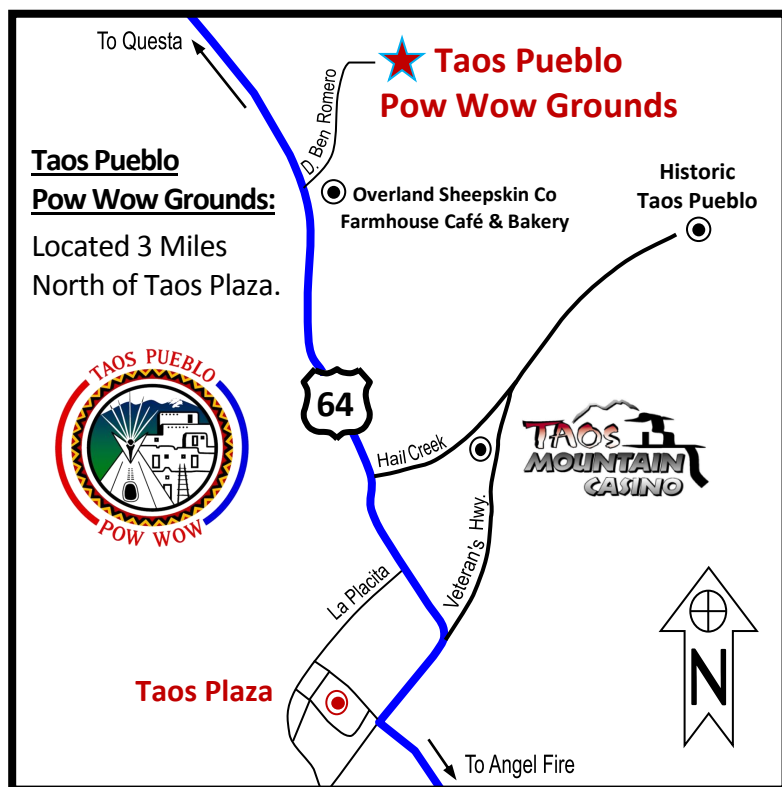 To Questa
Taos Pueblo
Pow Wow Grounds
D. Ben Romero
Taos Pueblo
Pow Wow Grounds:
Located 3 Miles
North of Taos Plaza.
Overland Sheepskin Co
Farmhouse Café & Bakery
Historic
Taos Pueblo
TAOS PUEBLO
POW WOW
64
Hail Creek
TAOS
MOUNTAIN
CASINO
Veteran's Hwy.
La Placita
Taos Plaza
N
To Angel Fire